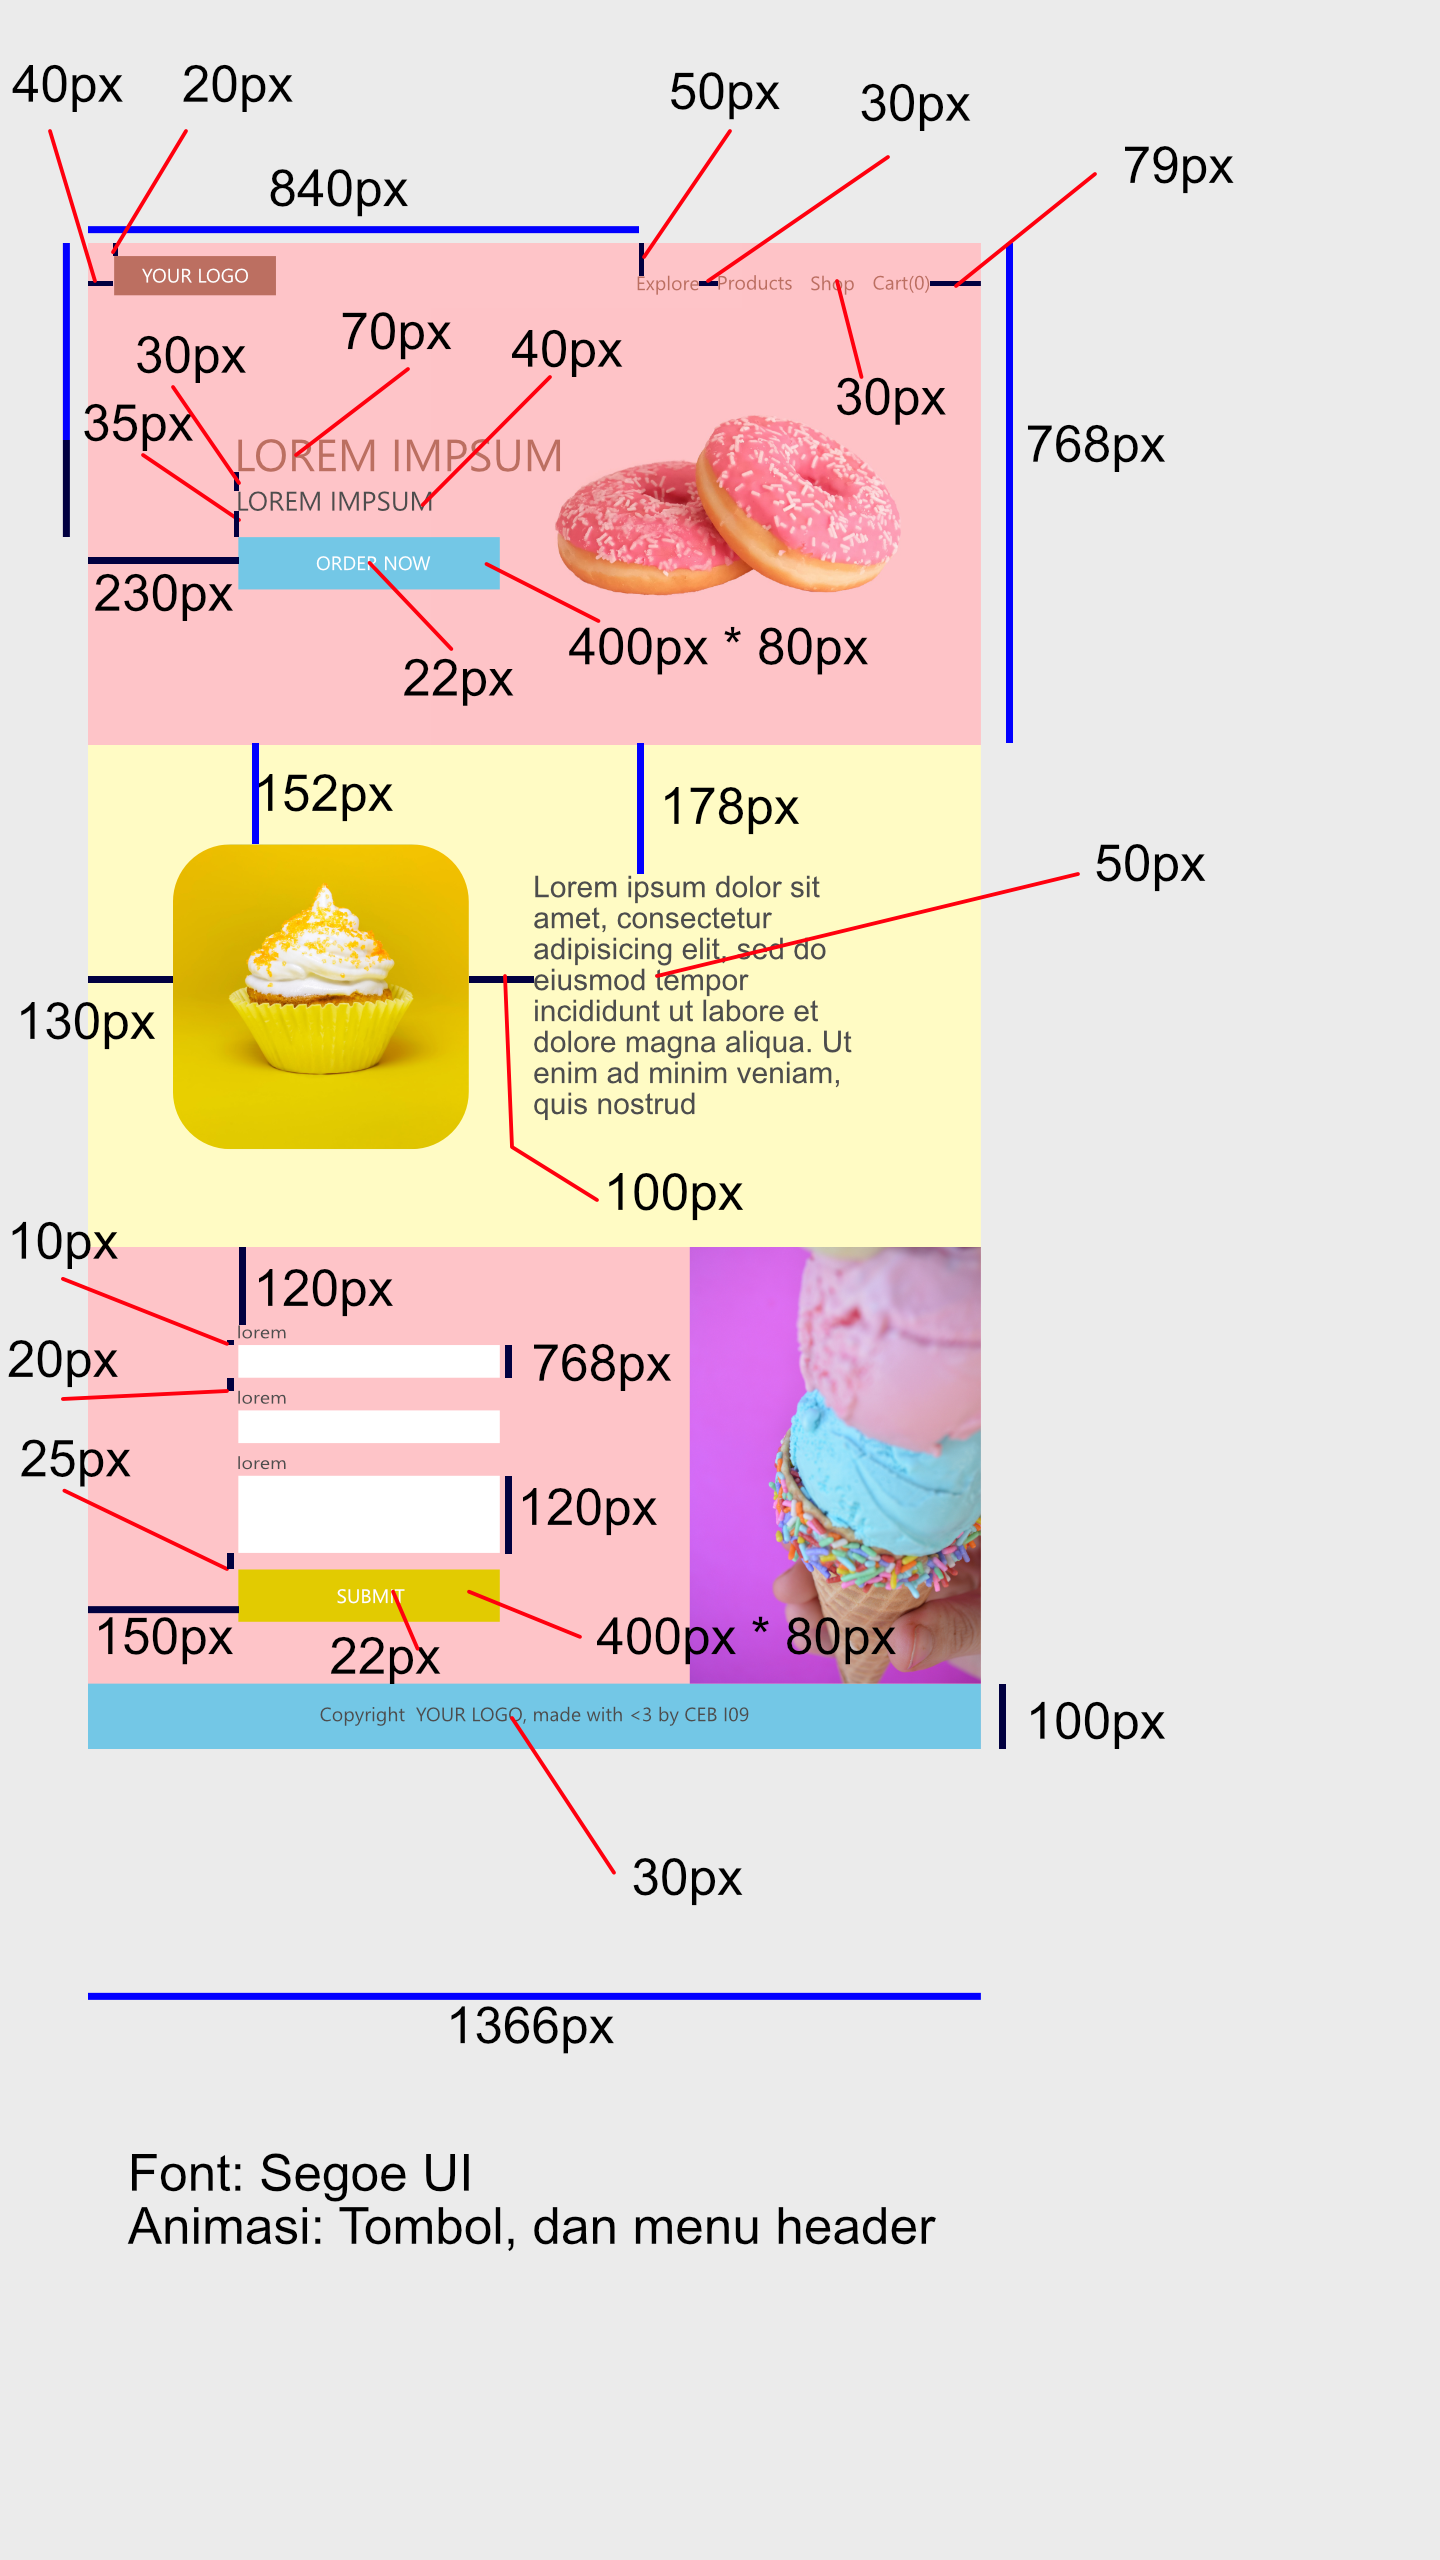 40px 20px 50px 30px
79px
840px
YOUR LOGO
Explore Products Shop Cart(0)
70px 40px
30px
30px
35px
768px
LOREM IMPSUM
LOREM IMPSUM
ORDER NOW
230px
400px * 80px
22px
152px
178px
50px
Lorem ipsum dolor sit
amet, consectetur
adipisicing elit, sed do
eiusmod tempor
incididunt ut labore et
dolore magna aliqua. Ut
enim ad minim veniam,
quis nostrud
130px
100px
10px
120px
lorem
20px
768px
lorem
25px
lorem
120px
SUBMIT
150px
400px * 80px
22px
Copyright  YOUR LOGO, made with <3 by CEB I09
100px
30px
1366px
Font: Segoe UI
Animasi: Tombol, dan menu header